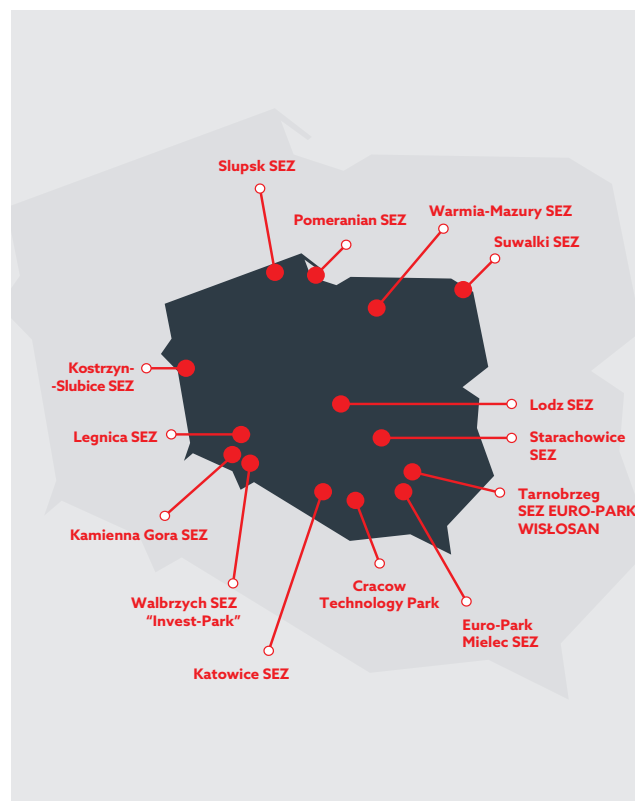 Slupsk SEZ
Pomeranian SEZ
Warmia-Mazury SEZ
Suwalki SEZ
Kostrzyn-
-Slubice SEZ
Lodz SEZ
Legnica SEZ
Starachowice
SEZ
Tarnobrzeg
SEZ EURO-PARK
WISŁOSAN
Kamienna Gora SEZ
Cracow
Technology Park
Walbrzych SEZ
“Invest-Park”
Euro-Park
Mielec SEZ
Katowice SEZ